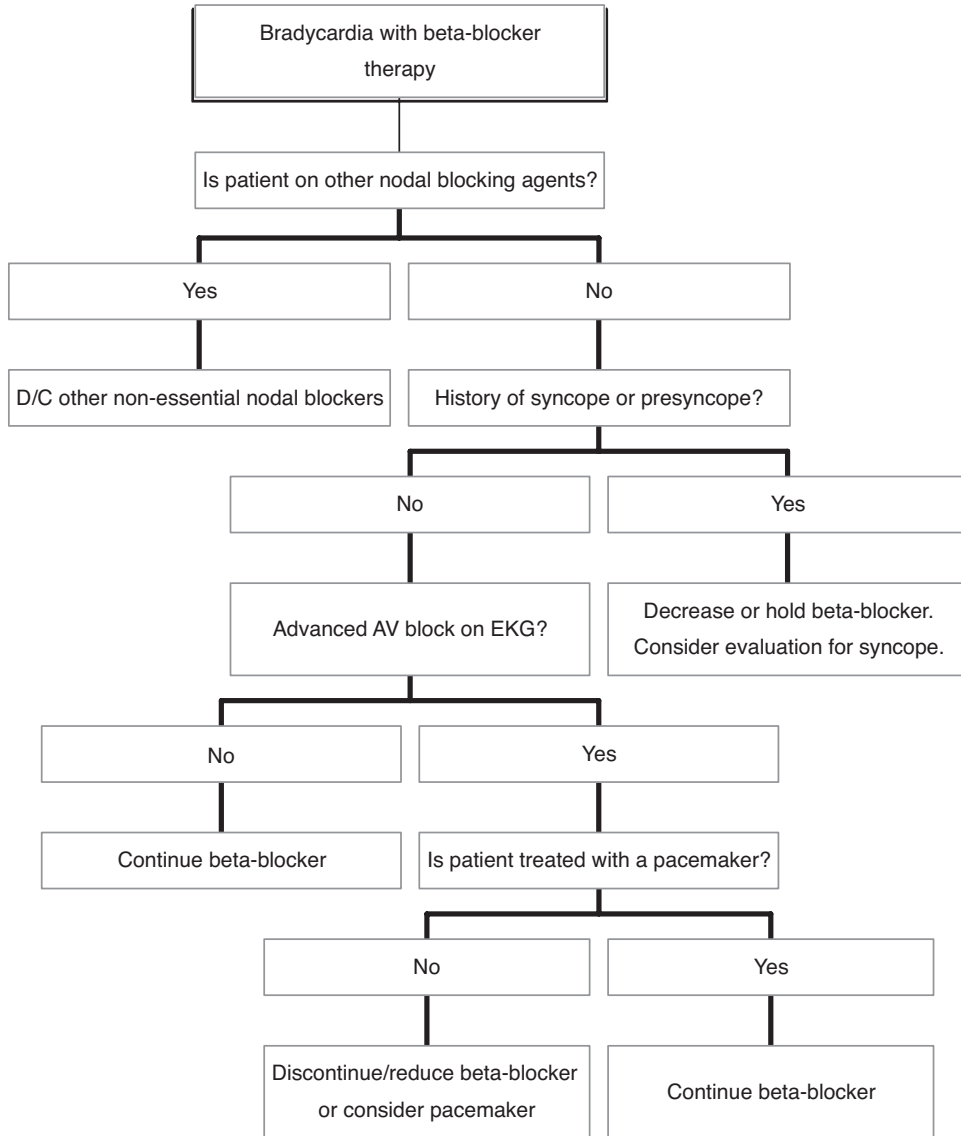 Bradycardia with beta-blocker
therapy
Is patient on other nodal blocking agents?
Yes
No
D/C other non-essential nodal blockers
History of syncope or presyncope?
No
Yes
Advanced AV block on EKG?
Decrease or hold beta-blocker.
Consider evaluation for syncope.
No
Yes
Continue beta-blocker
Is patient treated with a pacemaker?
No
Yes
Discontinue/reduce beta-blocker
or consider pacemaker
Continue beta-blocker